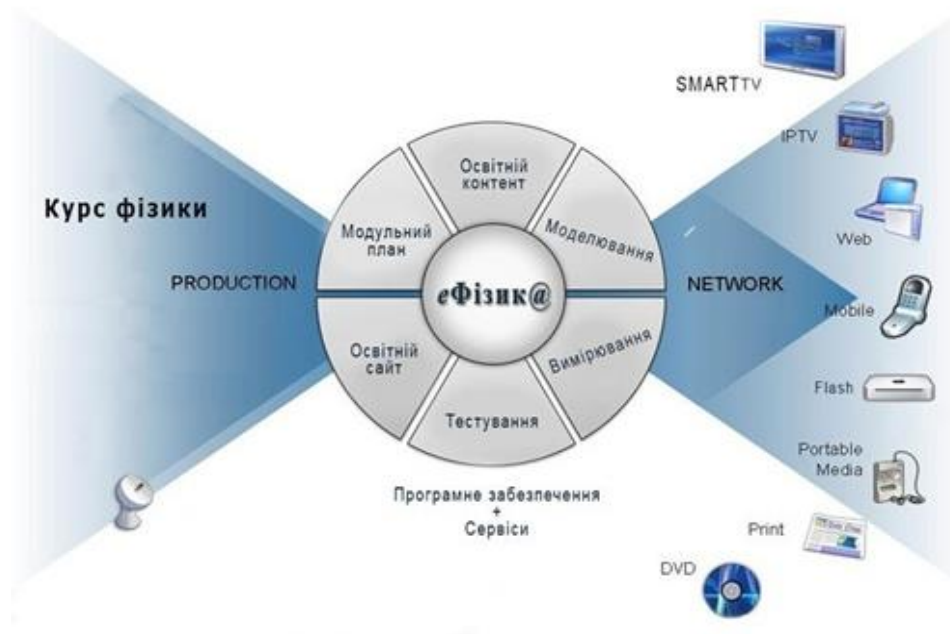 SMARTTV
IPTV
Освітній
контент
Курс фізики
Модульний
план
Моделювання
Web
PRODUCTION
еФізик@
NETWORK
Mobile
Освітній
сайт
Вимірювання
Flash
Тестування
Portable
Media
Програмне забезпечення
+
Сервіси
Print
DVD